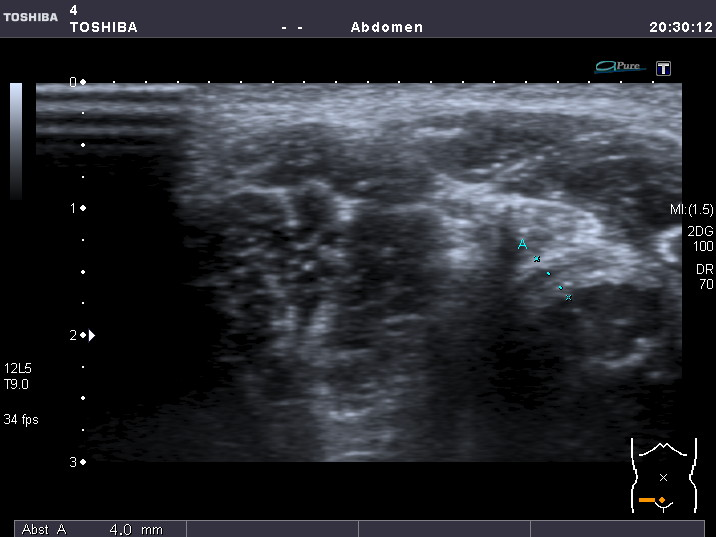 TOSHIBA
4
TOSHIBA - - Abdomen 20:30:12
APure T
0
1
2
3
A
MI:(1.5)
2DG
100
DR
70
12L5
T9.0
34 fps
Abst A 4.0 mm